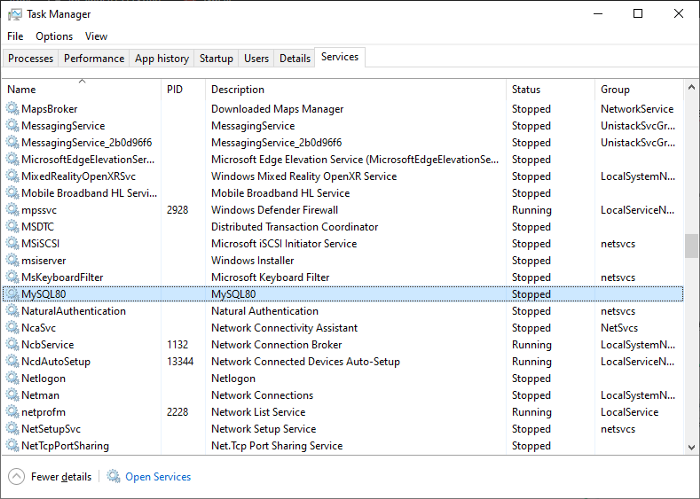 Task Manager
File Options View
Processes Performance App history Startup Users Details Services
Name PID Description Status Group
MapsBroker Downloaded Maps Manager Stopped NetworkService
MessagingService MessagingService Stopped UnistackSvcGr...
MessagingService_2b0d96f6 MessagingService_2b0d96f6 Stopped UnistackSvcGr...
MicrosoftEdgeElevationSer... Microsoft Edge Elevation Service (MicrosoftEdgeElevationSe... Stopped
MixedRealityOpenXRSvc Windows Mixed Reality OpenXR Service Stopped LocalSystemN...
Mobile Broadband HL Servi... Mobile Broadband HL Service Stopped
mpssvc 2928 Windows Defender Firewall Running LocalServiceN...
MSDTC Distributed Transaction Coordinator Stopped
MSiSCSI Microsoft iSCSI Initiator Service Stopped netsvcs
msiserver Windows Installer Stopped
MsKeyboardFilter Microsoft Keyboard Filter Stopped netsvcs
MySQL80 MySQL80 Stopped
NaturalAuthentication Natural Authentication Stopped netsvcs
NcaSvc Network Connectivity Assistant Stopped NetSvcs
NcbService 1132 Network Connection Broker Running LocalSystemN...
NcdAutoSetup 13344 Network Connected Devices Auto-Setup Running LocalServiceN...
Netlogon Netlogon Stopped
Netman Network Connections Stopped LocalSystemN...
netprofm 2228 Network List Service Running LocalService
NetSetupSvc Network Setup Service Stopped netsvcs
NetTcpPortSharing Net.Tcp Port Sharing Service Stopped
Fewer details Open Services